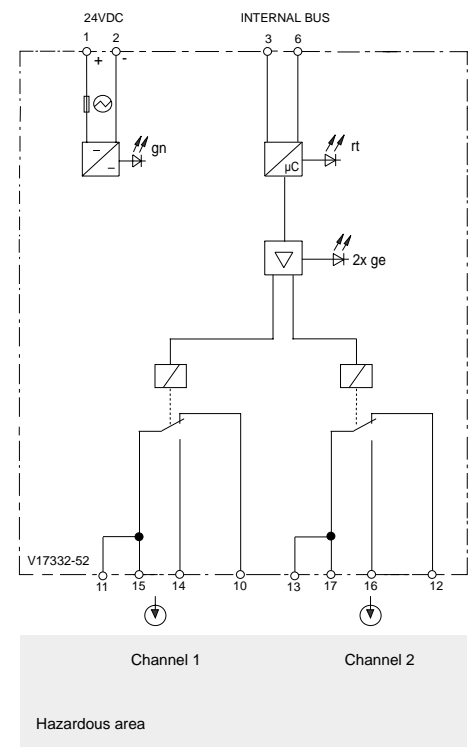 24VDC INTERNAL BUS
1 2 3 6
+ -
gn rt
µC
2x ge
V17332-52
11 15 14 10 13 17 16 12
Channel 1 Channel 2
Hazardous area